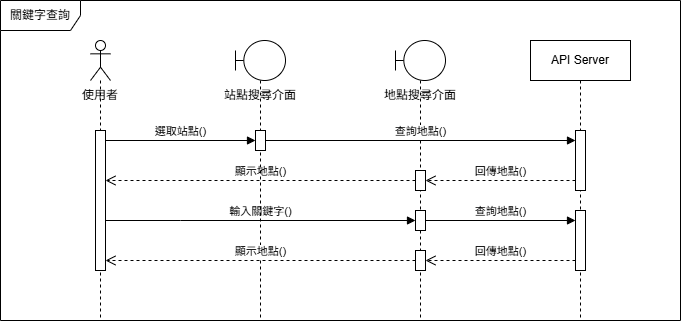 關鍵字查詢
使用者
站點搜尋介面
地點搜尋介面
API Server
選取站點()
查詢地點()
顯示地點()
回傳地點()
輸入關鍵字()
查詢地點()
顯示地點()
回傳地點()